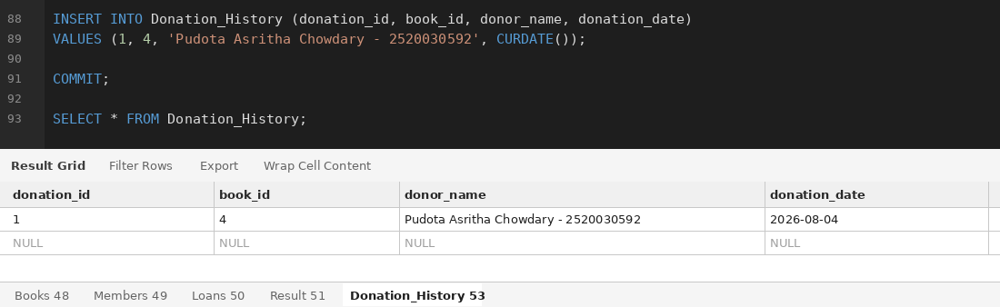 88 INSERT INTO Donation_History (donation_id, book_id, donor_name, donation_date)
89 VALUES (1, 4, 'Pudota Asritha Chowdary - 2520030592', CURDATE());
90
91 COMMIT;
92
93 SELECT * FROM Donation_History;
Result Grid Filter Rows Export Wrap Cell Content
donation_id book_id donor_name donation_date
1 4 Pudota Asritha Chowdary - 2520030592 2026-08-04
NULL NULL NULL NULL
Books 48 Members 49 Loans 50 Result 51 Donation_History 53